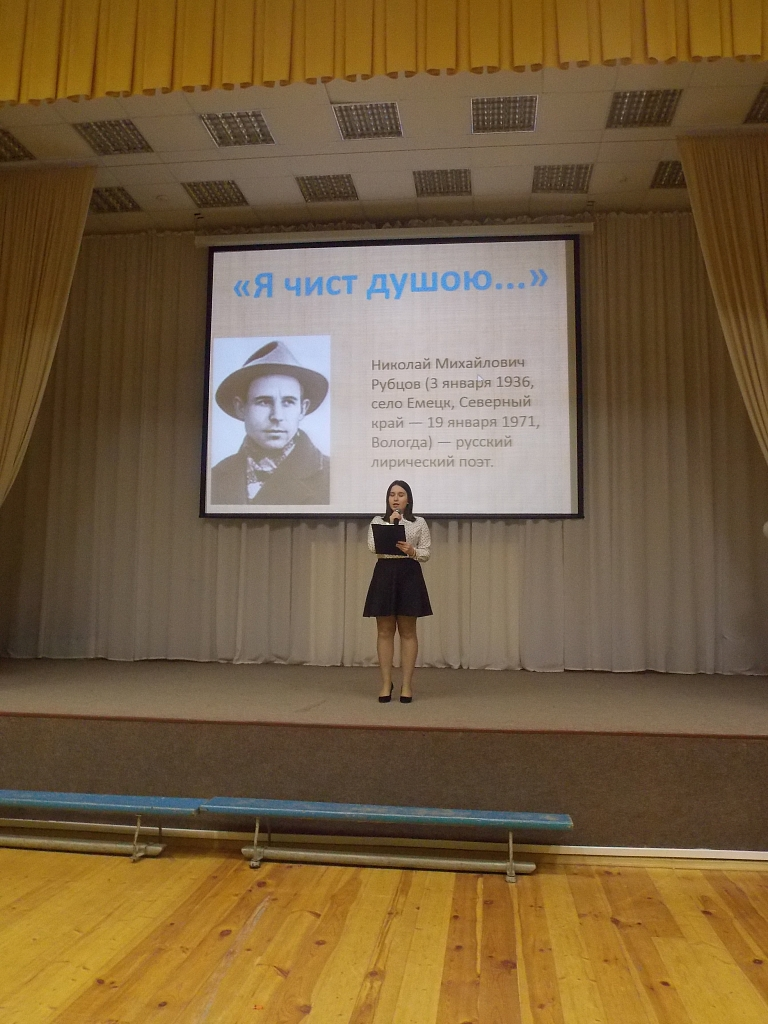 «Я чист душою...»
Николай Михайлович
Рубцов (3 января 1936,
село Емецк, Северный
край — 19 января 1971,
Вологда) — русский
лирический поэт.